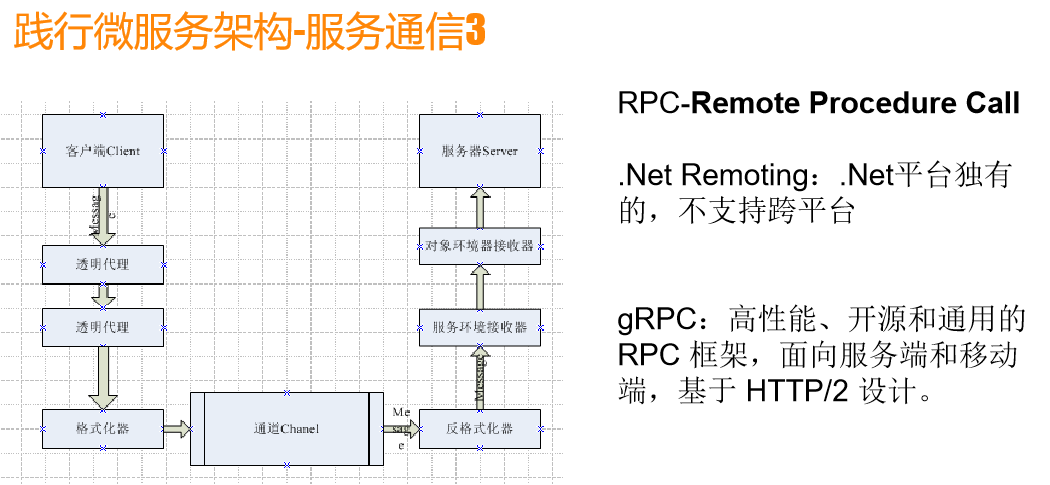 践行微服务架构-服务通信3
客户端Client
Messag
e
透明代理
透明代理
格式化器
通道Chanel
Me
sag
e
反格式化器
Message
服务环境接收器
对象环境器接收器
服务器Server
RPC-Remote Procedure Call
.Net Remoting：.Net平台独有
的，不支持跨平台
gRPC：高性能、开源和通用的
RPC 框架，面向服务端和移动
端，基于 HTTP/2 设计。